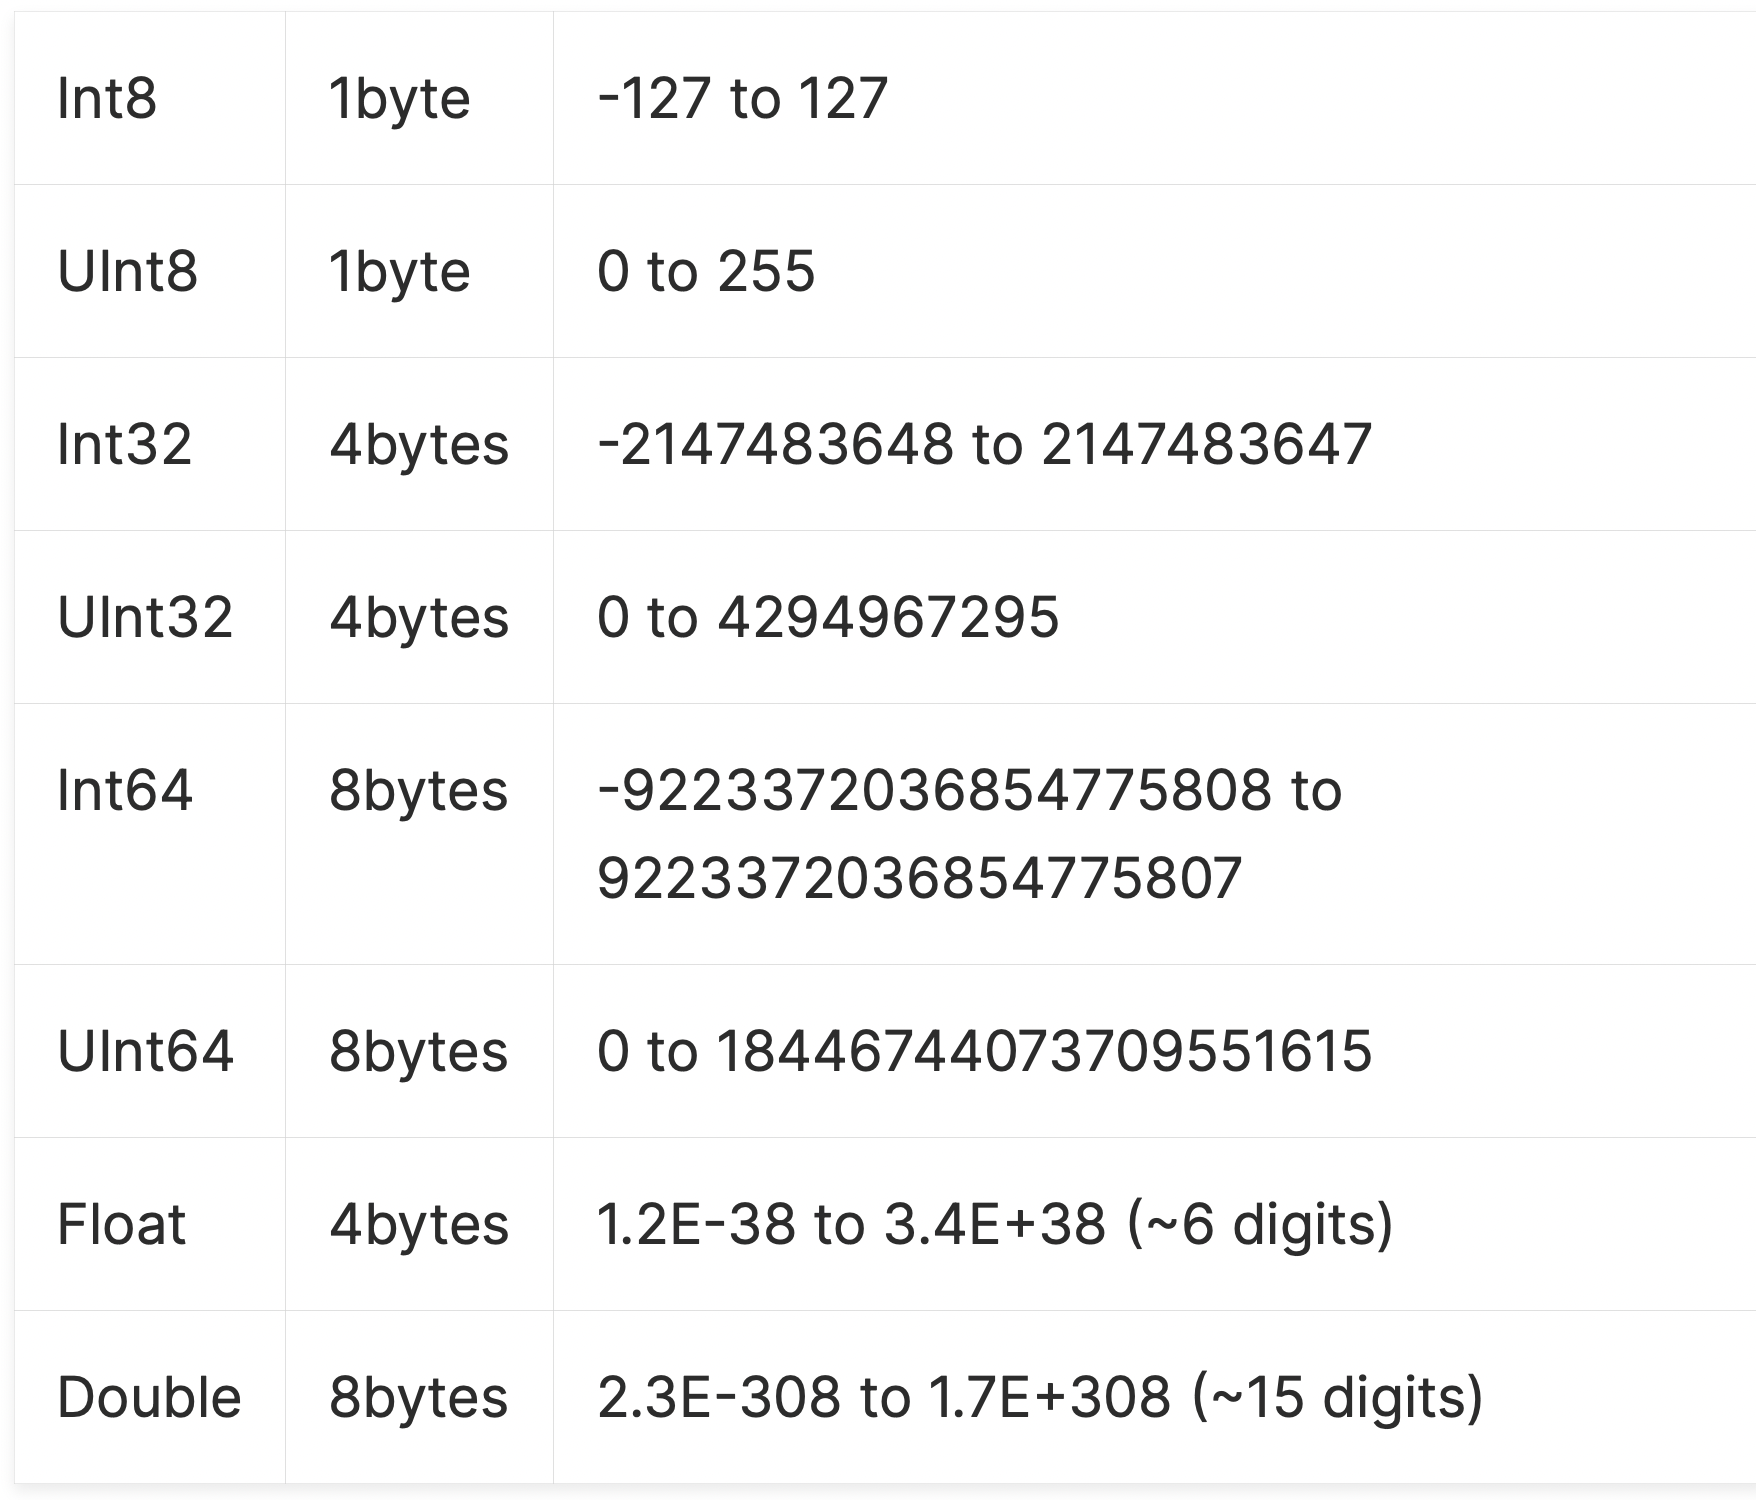 Int8 1byte -127 to 127
UInt8 1byte 0 to 255
Int32 4bytes -2147483648 to 2147483647
UInt32 4bytes 0 to 4294967295
Int64 8bytes -9223372036854775808 to
9223372036854775807
UInt64 8bytes 0 to 18446744073709551615
Float 4bytes 1.2E-38 to 3.4E+38 (~6 digits)
Double 8bytes 2.3E-308 to 1.7E+308 (~15 digits)